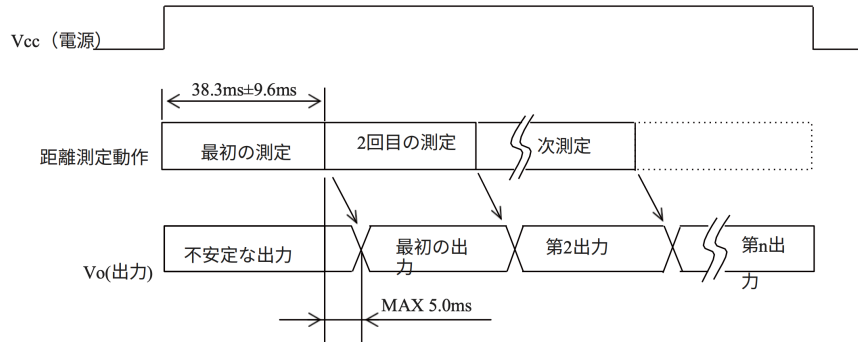 Vcc（電源）
38.3ms±9.6ms
距離測定動作
最初の測定
2回目の測定
次測定
Vo(出力)
不安定な出力
最初の出
力
第2出力
第n出
力
MAX 5.0ms